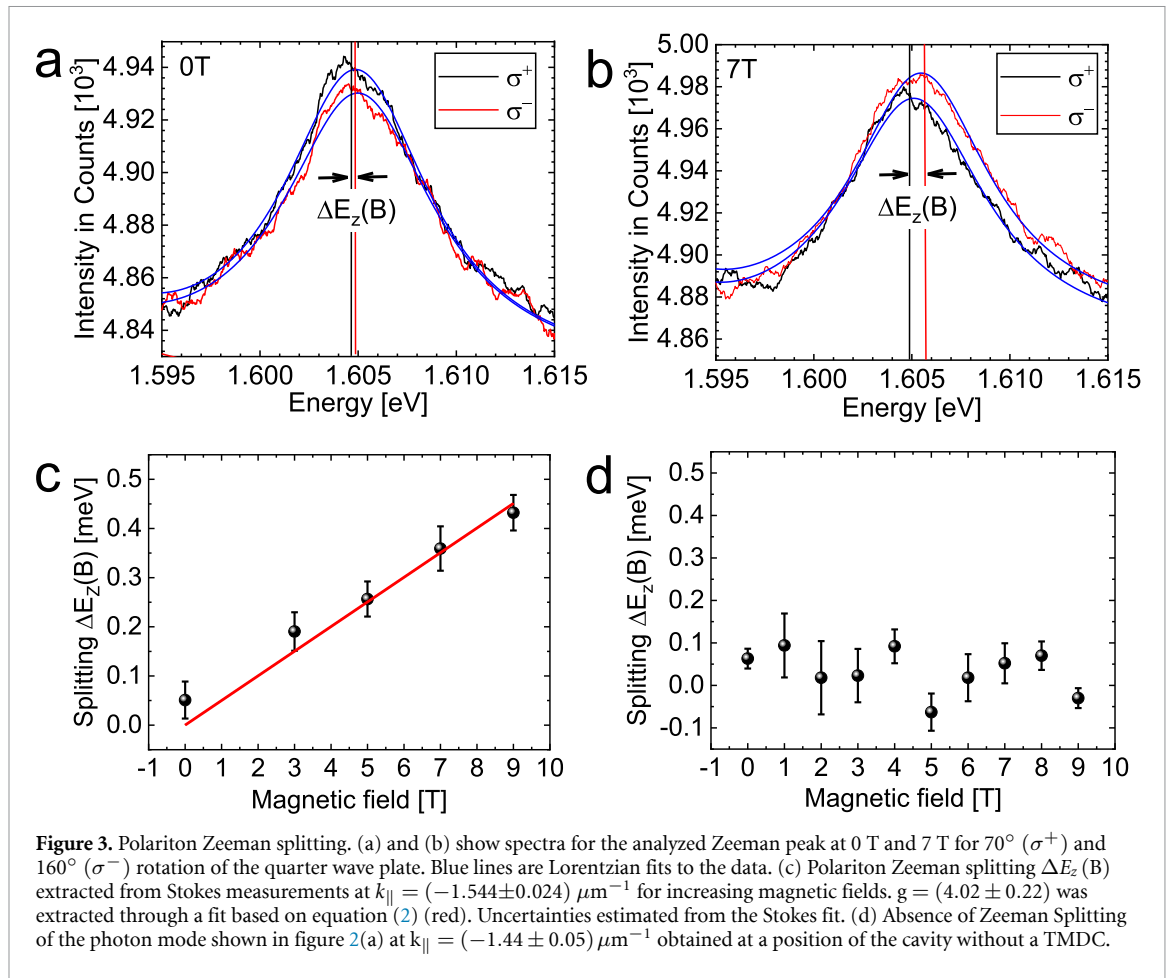 a
0T
σ+
σ−
ΔEz(B)
Intensity in Counts [10³]
4.94
4.92
4.90
4.88
4.86
4.84
1.595 1.600 1.605 1.610 1.615
Energy [eV]
b
7T
σ+
σ−
ΔEz(B)
Intensity in Counts [10³]
5.00
4.98
4.96
4.94
4.92
4.90
4.88
4.86
1.595 1.600 1.605 1.610 1.615
Energy [eV]
c
Splitting ΔEz(B) [meV]
0.5
0.4
0.3
0.2
0.1
0.0
-1 0 1 2 3 4 5 6 7 8 9 10
Magnetic field [T]
d
Splitting ΔEz(B) [meV]
0.5
0.4
0.3
0.2
0.1
0.0
-0.1
-1 0 1 2 3 4 5 6 7 8 9 10
Magnetic field [T]
Figure 3. Polariton Zeeman splitting. (a) and (b) show spectra for the analyzed Zeeman peak at 0 T and 7 T for 70° (σ+) and
160° (σ−) rotation of the quarter wave plate. Blue lines are Lorentzian fits to the data. (c) Polariton Zeeman splitting ΔEz (B)
extracted from Stokes measurements at k∥ = (−1.544±0.024) μm−1 for increasing magnetic fields. g = (4.02 ± 0.22) was
extracted through a fit based on equation (2) (red). Uncertainties estimated from the Stokes fit. (d) Absence of Zeeman Splitting
of the photon mode shown in figure 2(a) at k∥ = (−1.44 ± 0.05) μm−1 obtained at a position of the cavity without a TMDC.